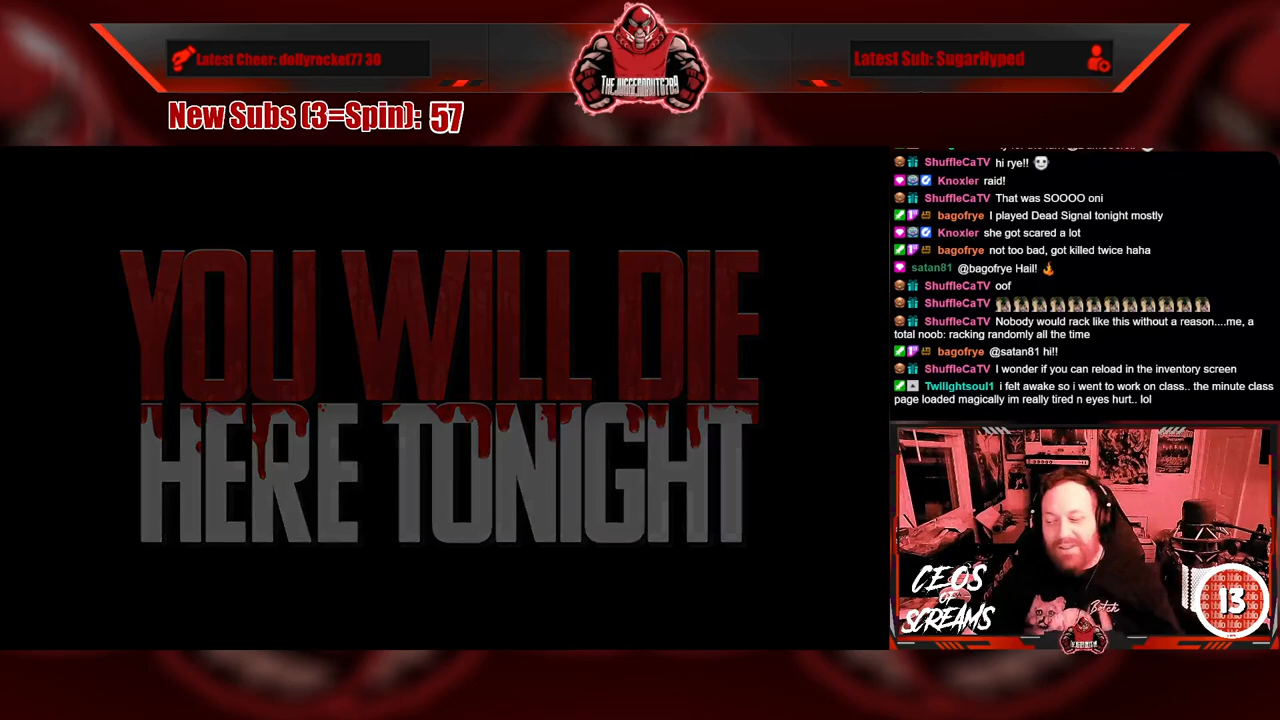 Latest Cheer: dollyrocket77 30
THEJUGGERNAUT6789
Latest Sub: SugarHyped
New Subs (3=Spin): 57
YOU WILL DIE
HERE TONIGHT
ShuffleCaTV hi rye!!
Knoxler raid!
ShuffleCaTV That was SOOOO oni
bagofrye I played Dead Signal tonight mostly
Knoxler she got scared a lot
bagofrye not too bad, got killed twice haha
satan81 @bagofrye Hail!
ShuffleCaTV oof
ShuffleCaTV
ShuffleCaTV Nobody would rack like this without a reason....me, a
total noob: racking randomly all the time
bagofrye @satan81 hi!!
ShuffleCaTV I wonder if you can reload in the inventory screen
Twilightsoul1 i felt awake so i went to work on class.. the minute class
page loaded magically im really tired n eyes hurt.. lol
CEOS
OF
SCREAMS
13